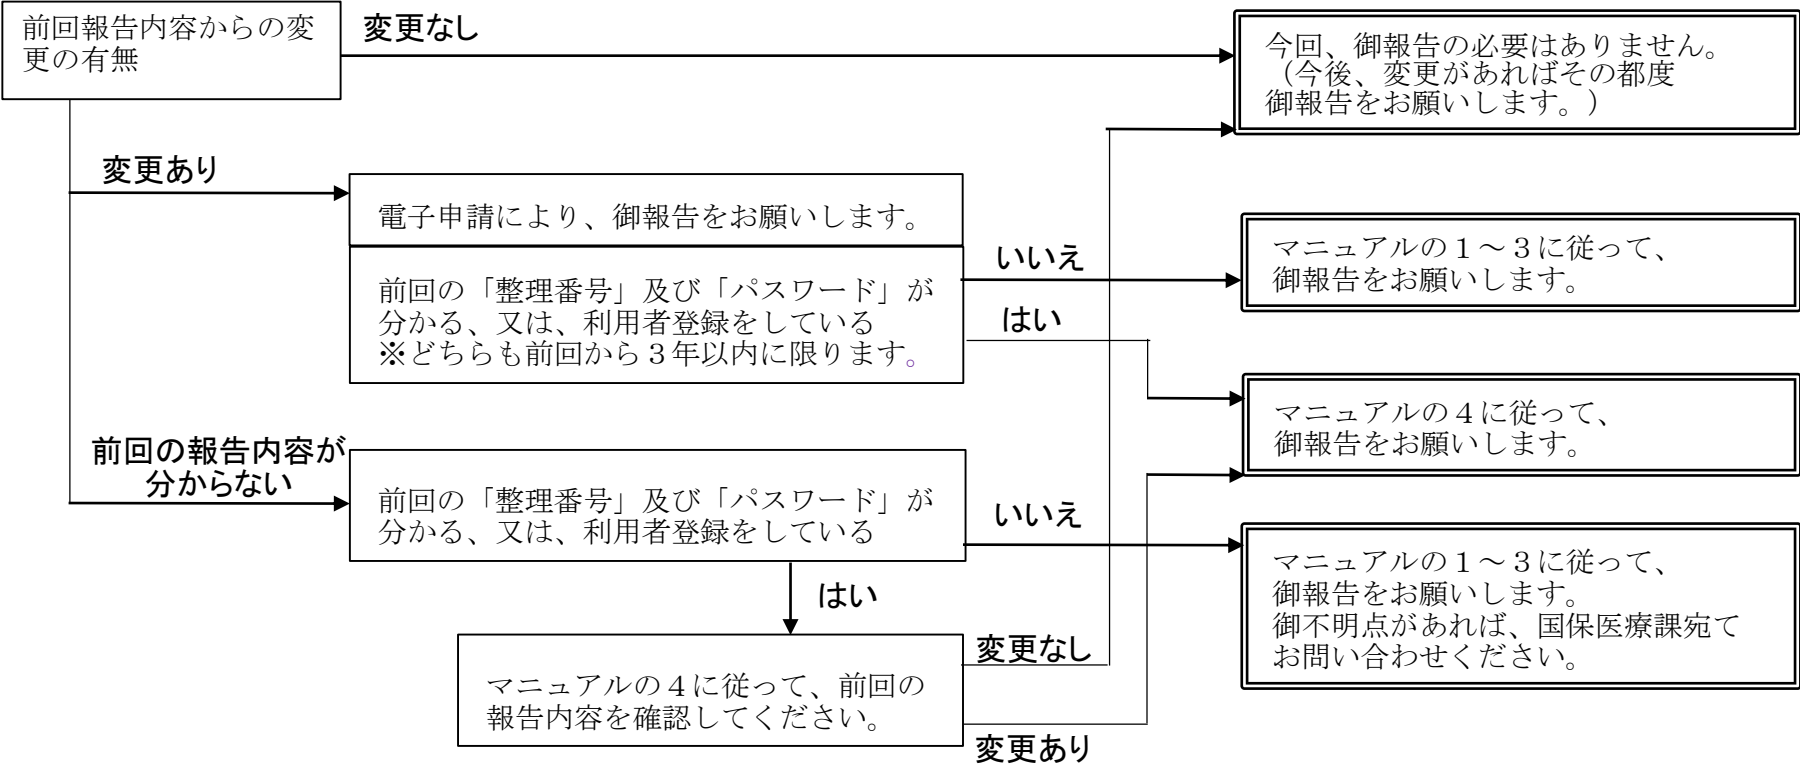 前回報告内容からの変
更の有無
変更なし
今回、御報告の必要はありません。
（今後、変更があればその都度
御報告をお願いします。）
変更あり
電子申請により、御報告をお願いします。
前回の「整理番号」及び「パスワード」が
分かる、又は、利用者登録をしている
※どちらも前回から３年以内に限ります。
いいえ
マニュアルの１～３に従って、
御報告をお願いします。
はい
マニュアルの４に従って、
御報告をお願いします。
前回の報告内容が
分からない
前回の「整理番号」及び「パスワード」が
分かる、又は、利用者登録をしている
いいえ
マニュアルの１～３に従って、
御報告をお願いします。
御不明点があれば、国保医療課宛て
お問い合わせください。
はい
マニュアルの４に従って、前回の
報告内容を確認してください。
変更なし
変更あり